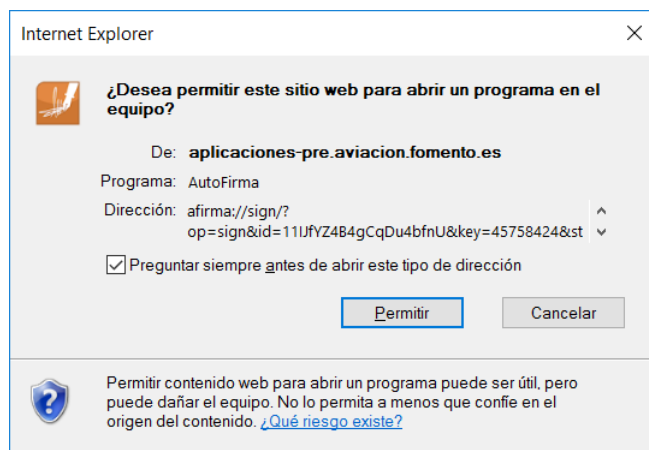 Internet Explorer
¿Desea permitir este sitio web para abrir un programa en el
equipo?
De: aplicaciones-pre.aviacion.fomento.es
Programa: AutoFirma
Dirección: afirma://sign/?
op=sign&id=11IJfYZ4B4gCqDu4bfnU&key=45758424&st
Preguntar siempre antes de abrir este tipo de dirección
Permitir
Cancelar
Permitir contenido web para abrir un programa puede ser útil, pero
puede dañar el equipo. No lo permita a menos que confíe en el
origen del contenido. ¿Qué riesgo existe?